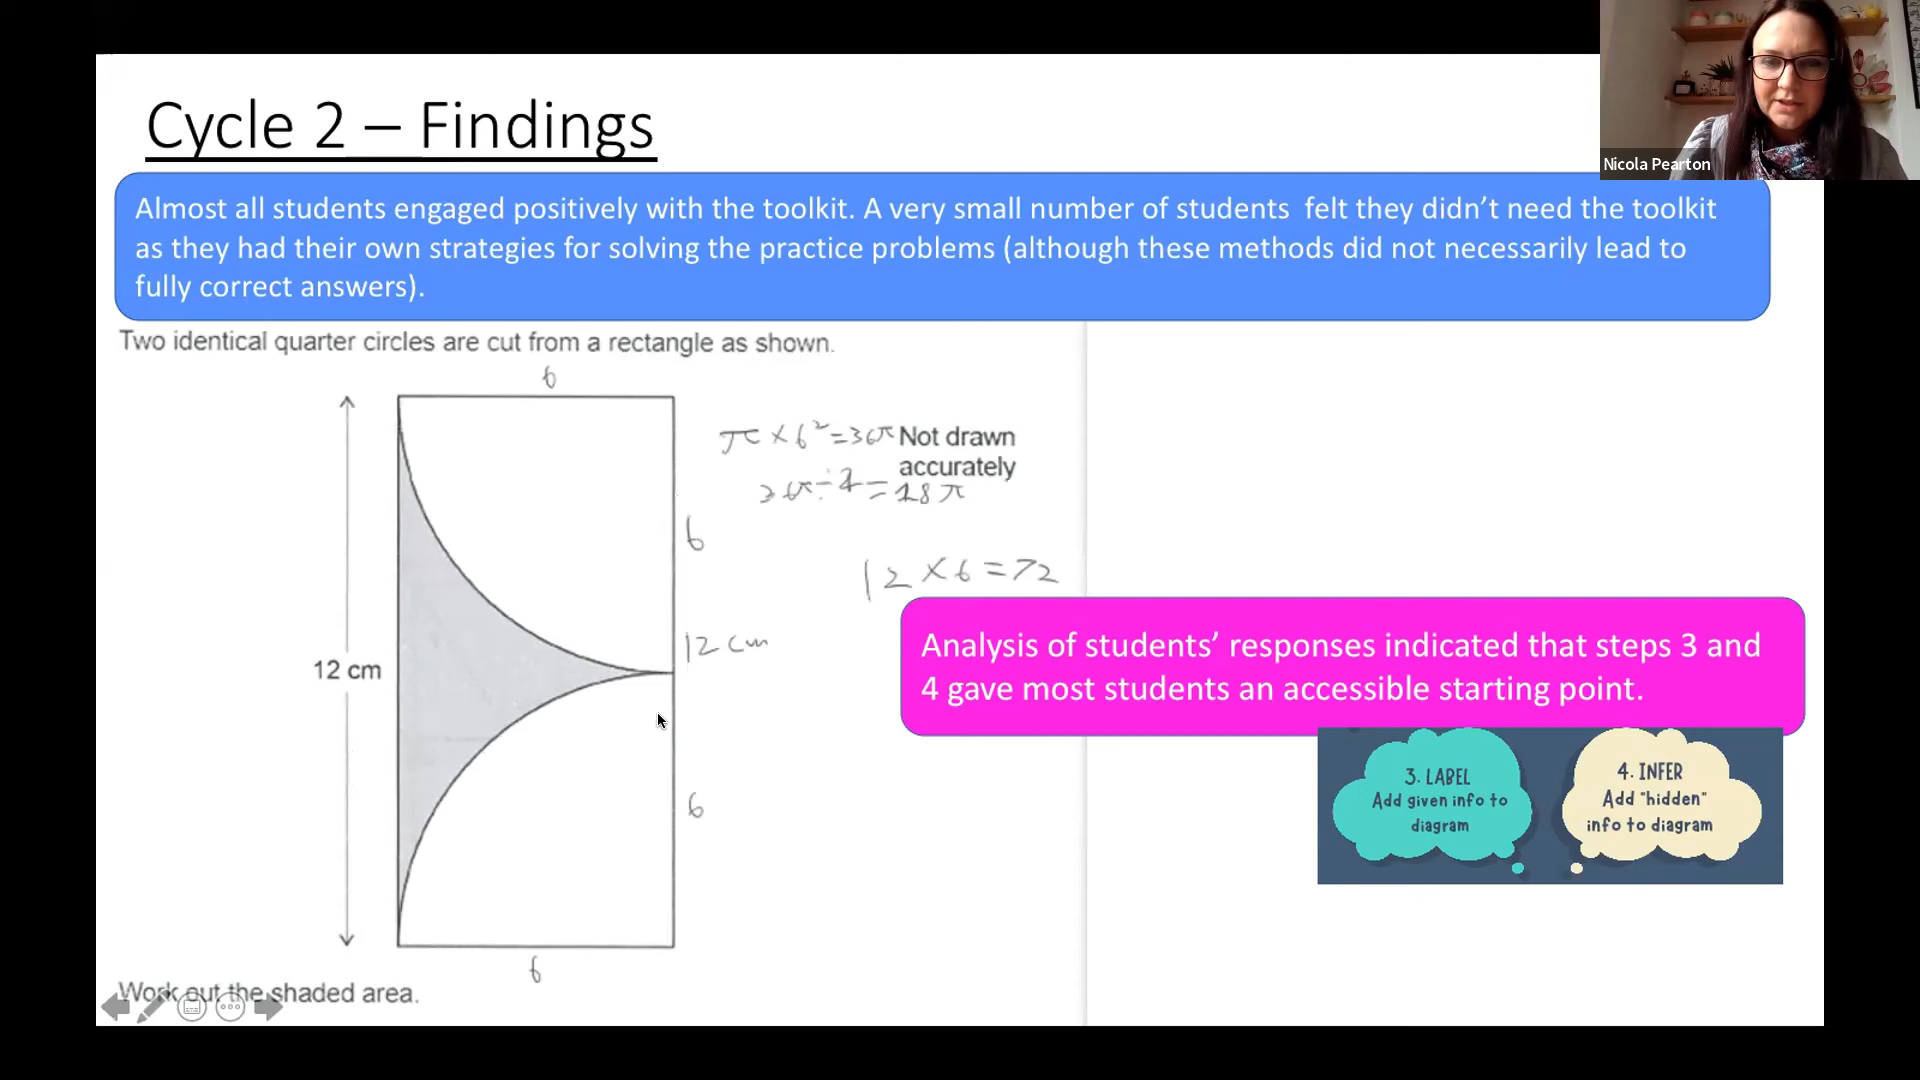 Nicola Pearton
Cycle 2 – Findings
Almost all students engaged positively with the toolkit. A very small number of students felt they didn’t need the toolkit
as they had their own strategies for solving the practice problems (although these methods did not necessarily lead to
fully correct answers).
Two identical quarter circles are cut from a rectangle as shown.
6
π × 6² = 36π
Not drawn
accurately
36π ÷ 2 = 18π
6
12 × 6 = 72
12 cm
12 cm
6
6
Work out the shaded area.
Analysis of students’ responses indicated that steps 3 and
4 gave most students an accessible starting point.
3. LABEL
Add given info to
diagram
4. INFER
Add "hidden"
info to diagram